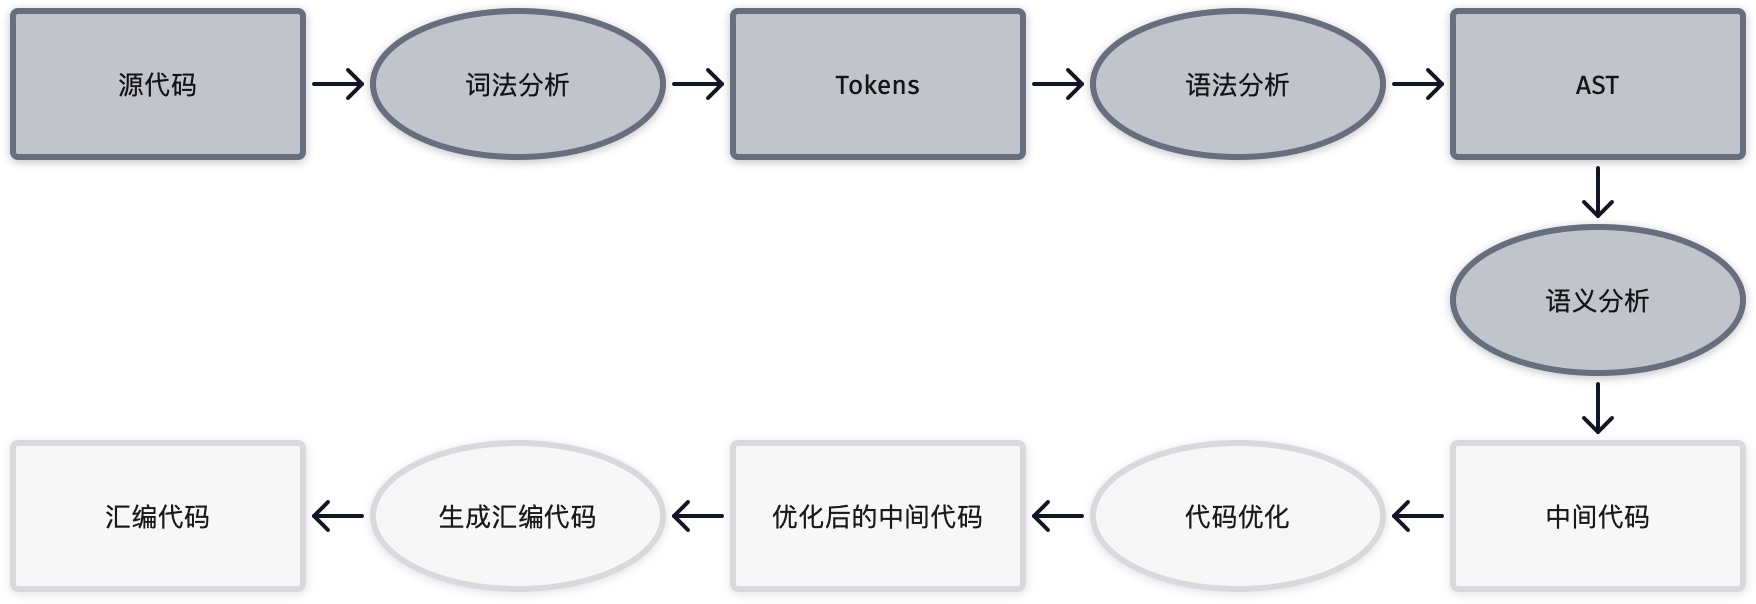 源代码
词法分析
Tokens
语法分析
AST
语义分析
中间代码
代码优化
优化后的中间代码
生成汇编代码
汇编代码